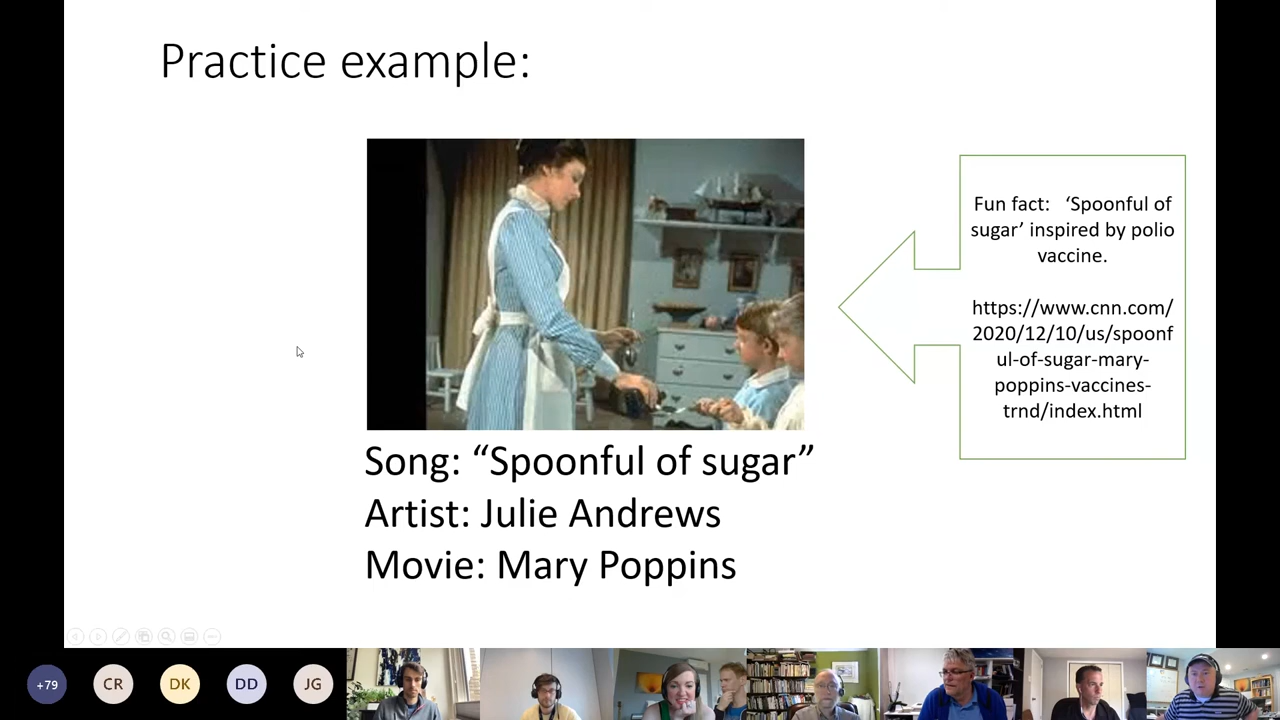 Practice example:
Fun fact: ‘Spoonful of
sugar’ inspired by polio
vaccine.
https://www.cnn.com/
2020/12/10/us/spoonf
ul-of-sugar-mary-
poppins-vaccines-
trnd/index.html
Song: “Spoonful of sugar”
Artist: Julie Andrews
Movie: Mary Poppins
+79
CR
DK
DD
JG